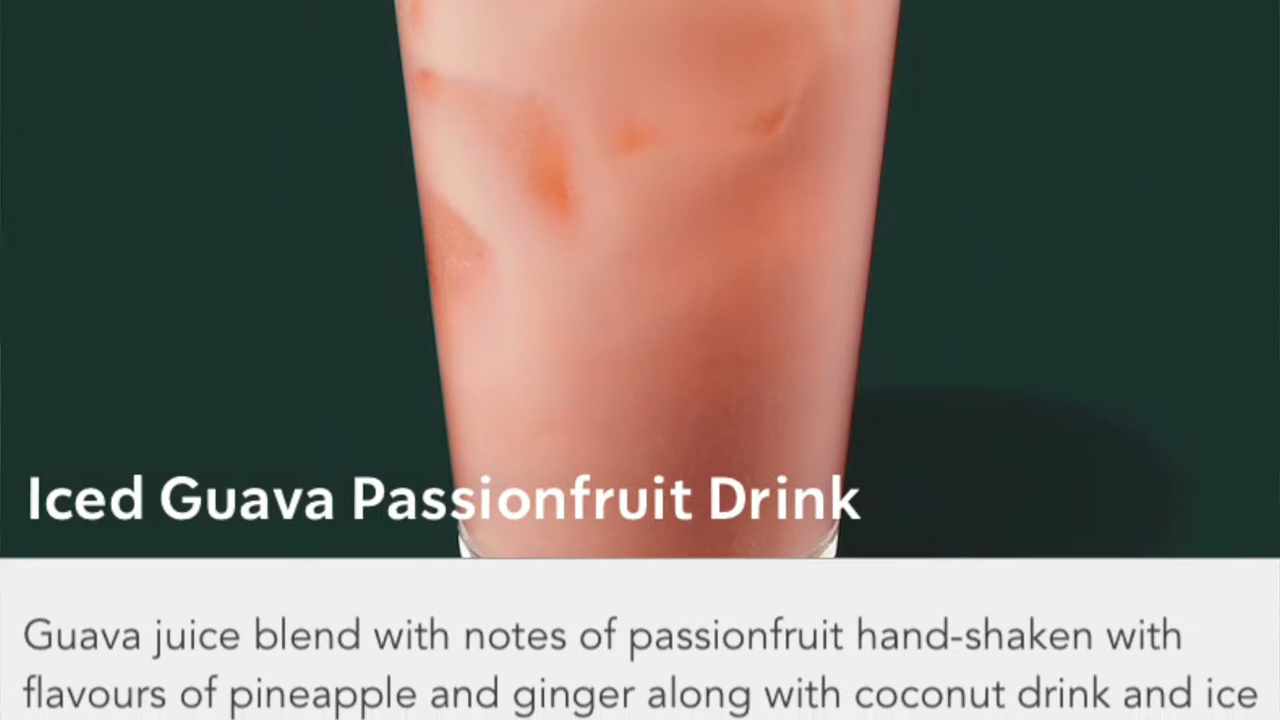 Iced Guava Passionfruit Drink
Guava juice blend with notes of passionfruit hand-shaken with
flavours of pineapple and ginger along with coconut drink and ice